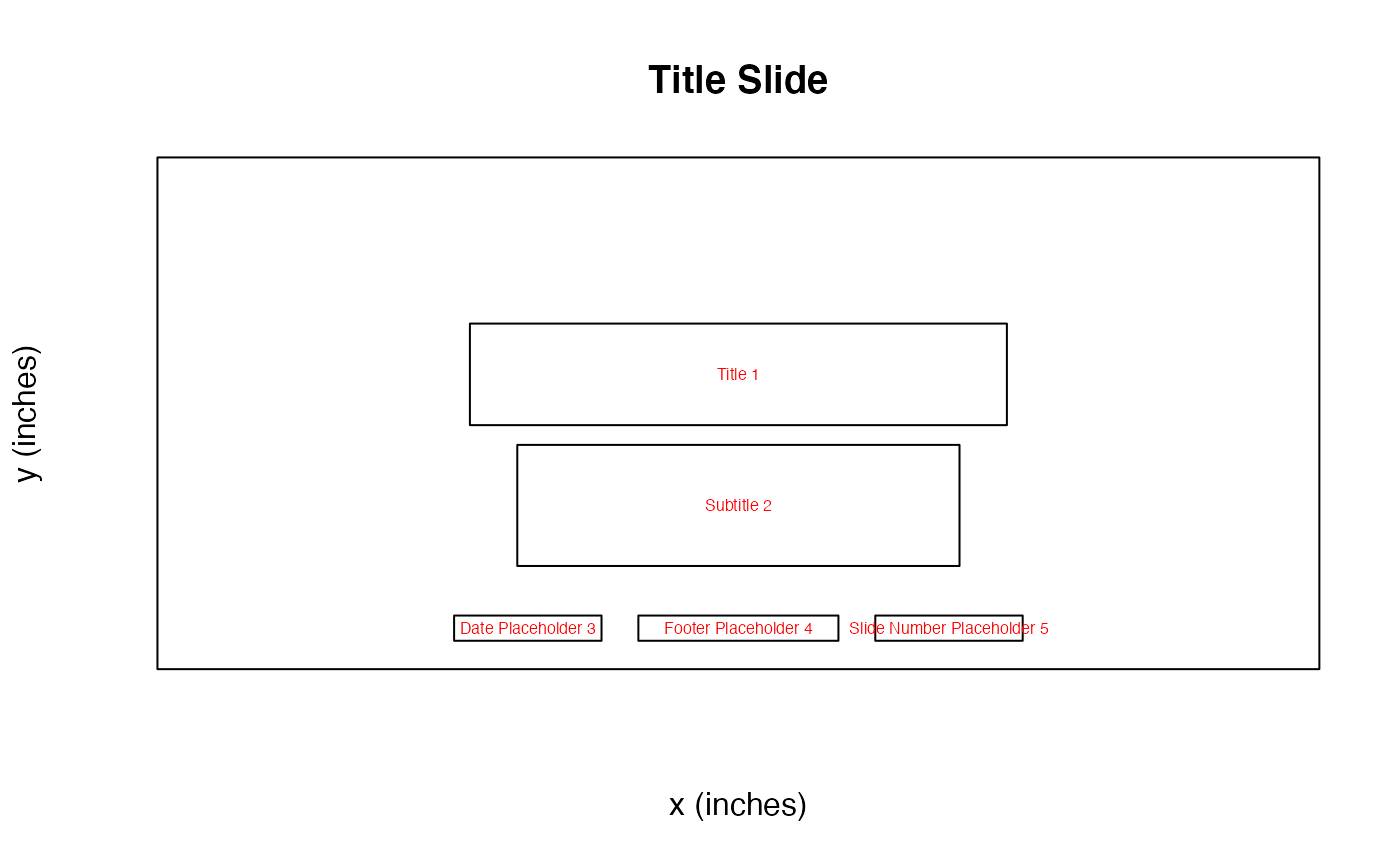 Title Slide
y (inches)
Title 1
Subtitle 2
Date Placeholder 3
Footer Placeholder 4
Slide Number Placeholder 5
x (inches)